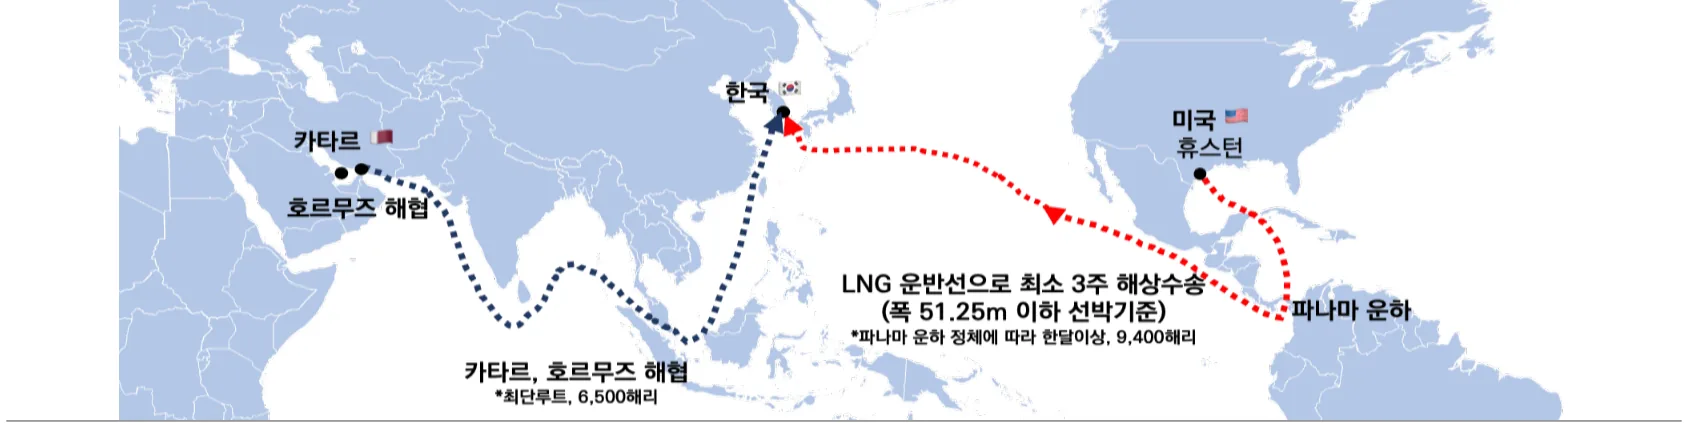 한국
카타르
호르무즈 해협
미국
휴스턴
LNG 운반선으로 최소 3주 해상수송
(폭 51.25m 이하 선박기준)
*파나마 운하 정체에 따라 한달이상, 9,400해리
파나마 운하
카타르, 호르무즈 해협
*최단루트, 6,500해리